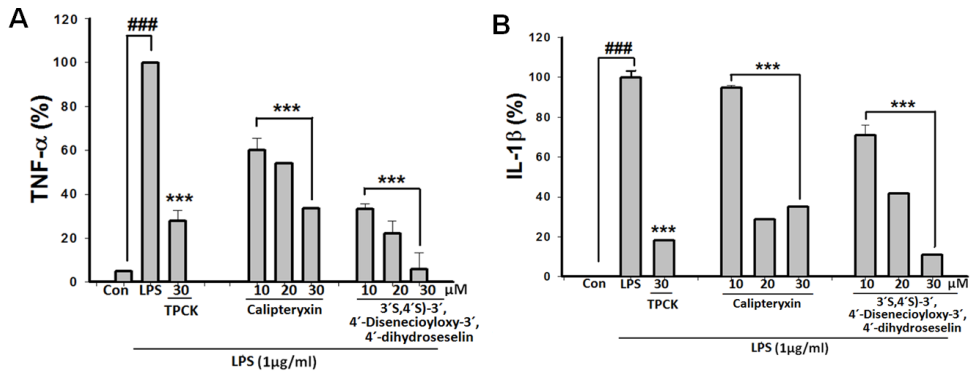 A
TNF-α (%)
120
100
80
60
40
20
0
###
***
***
***
Con LPS 30 10 20 30 10 20 30 μM
TPCK Calipteryxin 3´S,4´S)-3´,
4´-Disenecioyloxy-3´,
4´-dihydroseselin
LPS (1μg/ml)
B
IL-1β (%)
120
100
80
60
40
20
0
###
***
***
***
Con LPS 30 10 20 30 10 20 30 μM
TPCK Calipteryxin 3´S,4´S)-3´,
4´-Disenecioyloxy-3´,
4´-dihydroseselin
LPS (1μg/ml)